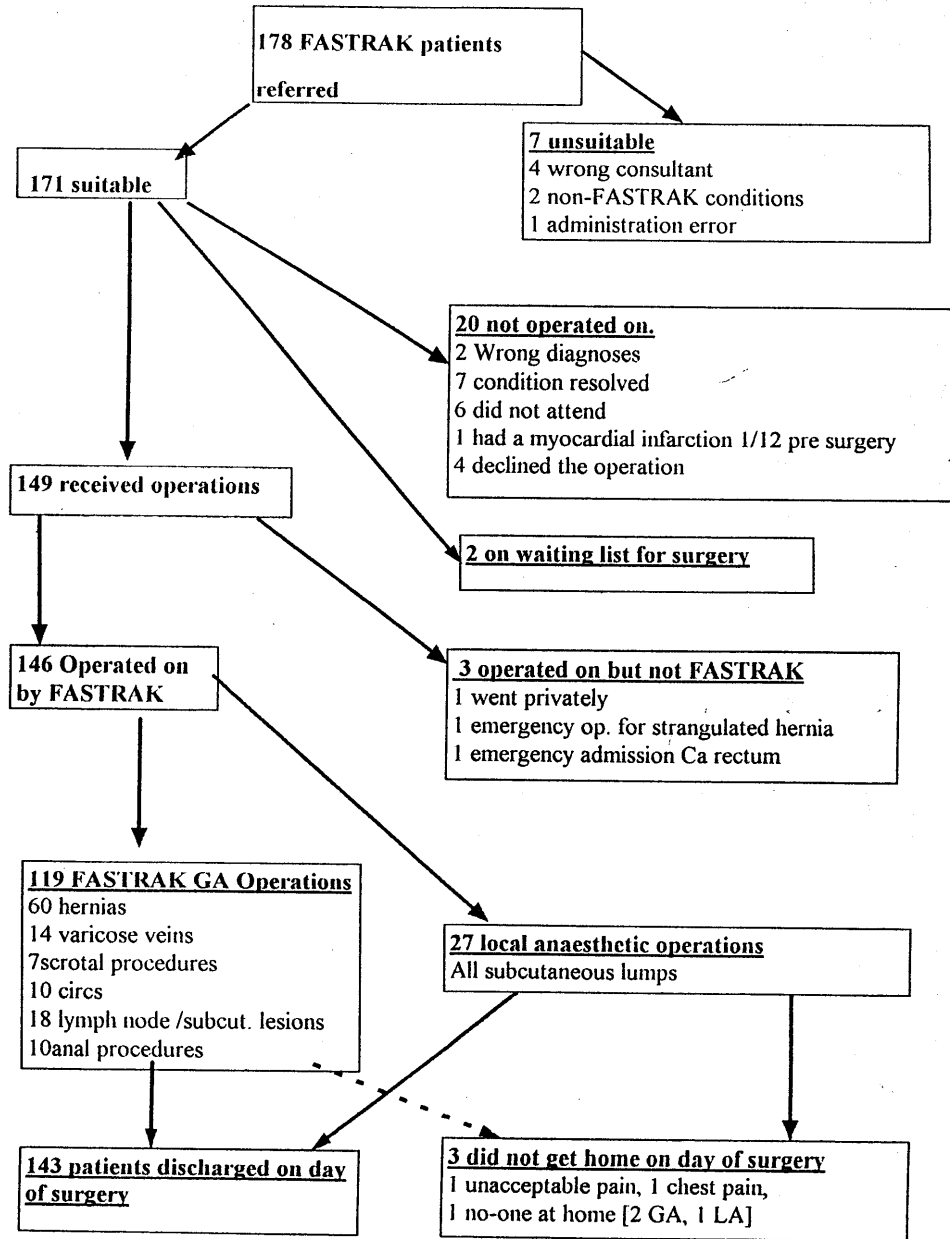 178 FASTRAK patients
referred
7 unsuitable
4 wrong consultant
2 non-FASTRAK conditions
1 administration error
171 suitable
20 not operated on.
2 Wrong diagnoses
7 condition resolved
6 did not attend
1 had a myocardial infarction 1/12 pre surgery
4 declined the operation
149 received operations
2 on waiting list for surgery
146 Operated on
by FASTRAK
3 operated on but not FASTRAK
1 went privately
1 emergency op. for strangulated hernia
1 emergency admission Ca rectum
119 FASTRAK GA Operations
60 hernias
14 varicose veins
7scrotal procedures
10 circs
18 lymph node /subcut. lesions
10anal procedures
27 local anaesthetic operations
All subcutaneous lumps
143 patients discharged on day
of surgery
3 did not get home on day of surgery
1 unacceptable pain, 1 chest pain,
1 no-one at home [2 GA, 1 LA]